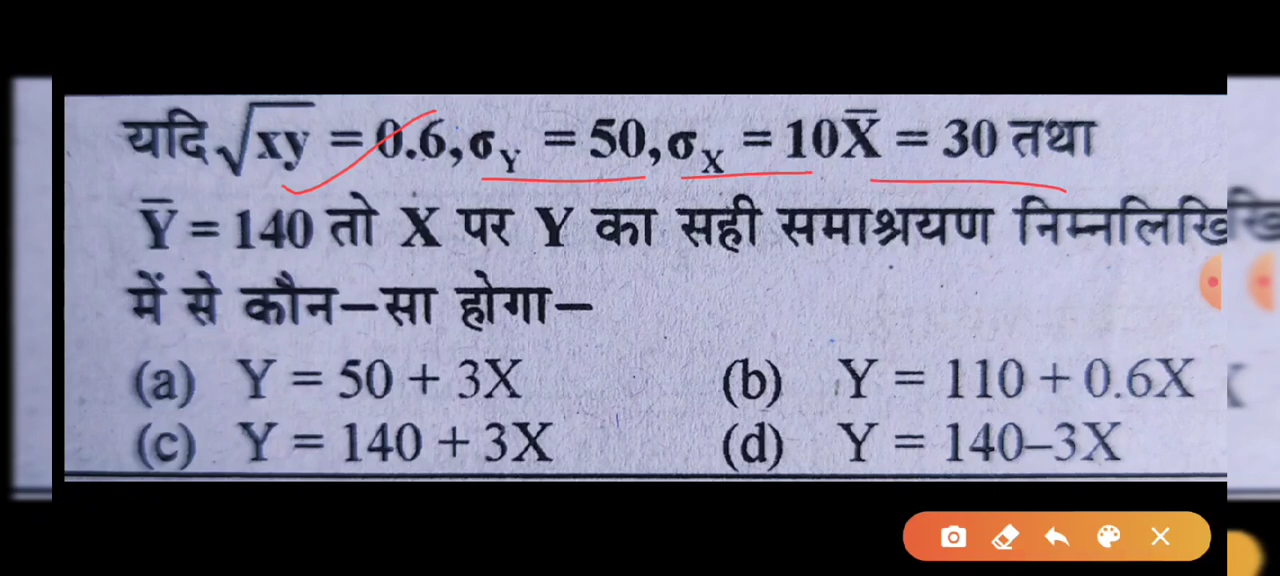 यदि √xy = 0.6, σY = 50, σX = 10 X̅ = 30 तथा
Y̅ = 140 तो X पर Y का सही समाश्रयण निम्नलिखि
में से कौन–सा होगा–
(a) Y = 50 + 3X (b) Y = 110 + 0.6X
(c) Y = 140 + 3X (d) Y = 140–3X